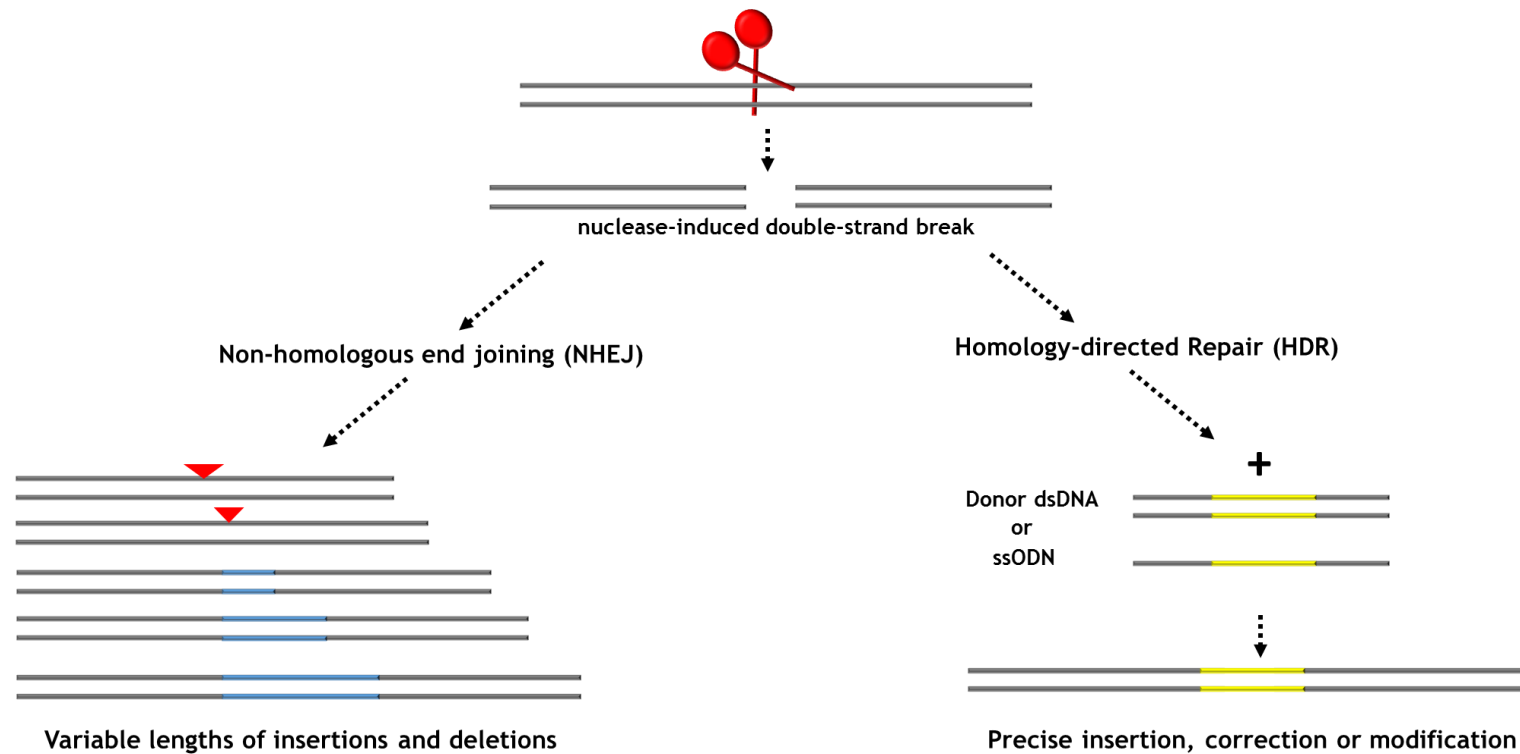 nuclease-induced double-strand break
Non-homologous end joining (NHEJ)
Homology-directed Repair (HDR)
+
Donor dsDNA
or
ssODN
Variable lengths of insertions and deletions
Precise insertion, correction or modification